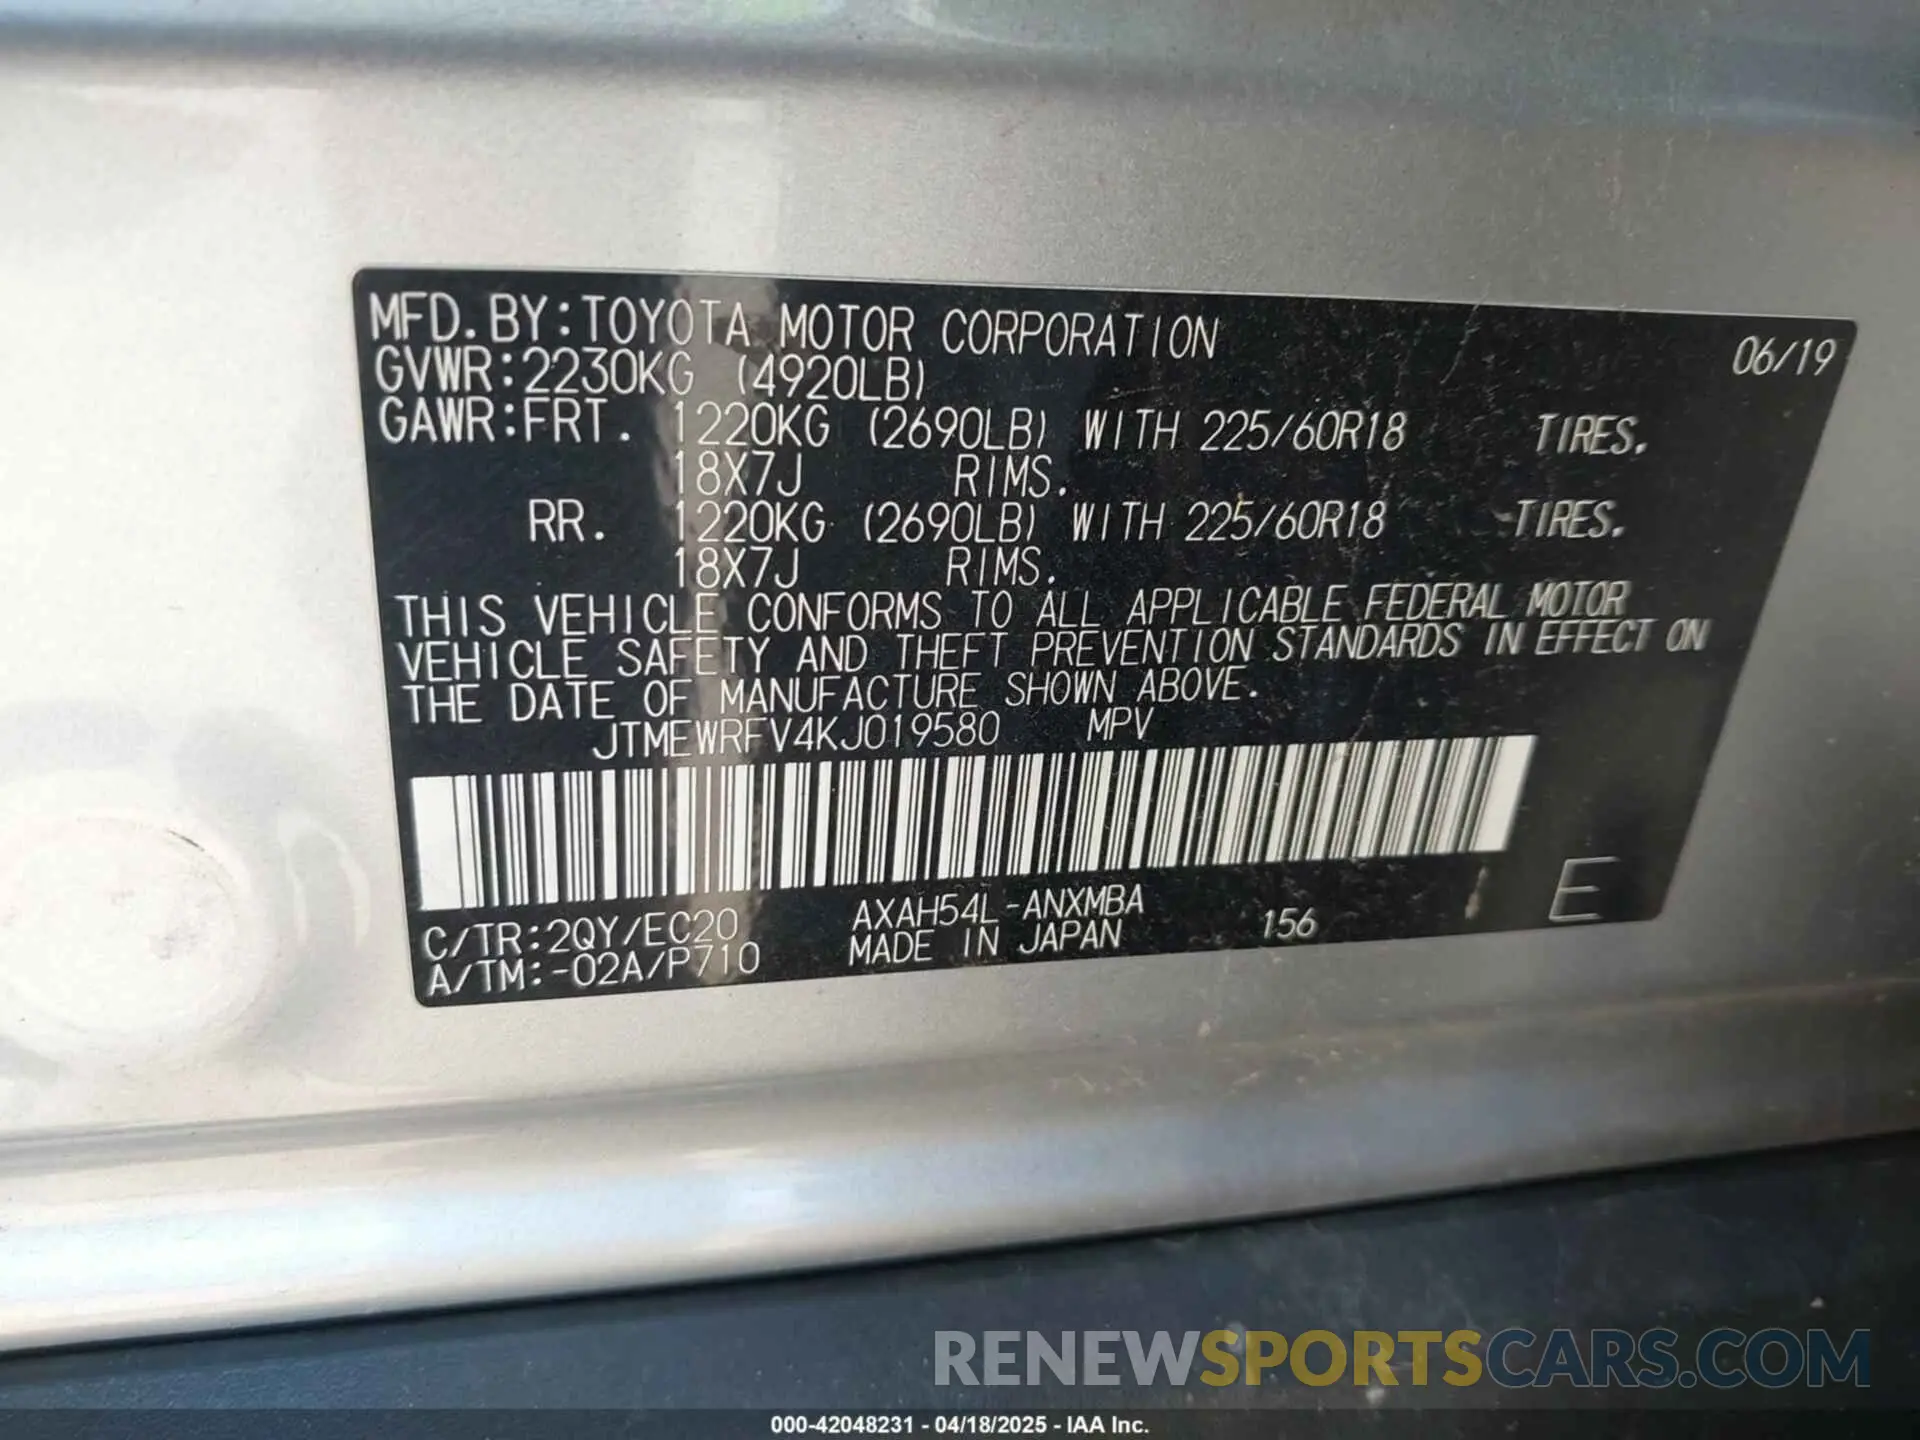 MFD.BY:TOYOTA MOTOR CORPORATION 06/19
GVWR:2230KG (4920LB)
GAWR:FRT. 1220KG (2690LB) WITH 225/60R18 TIRES,
18X7J RIMS.
RR. 1220KG (2690LB) WITH 225/60R18 TIRES,
18X7J RIMS.
THIS VEHICLE CONFORMS TO ALL APPLICABLE FEDERAL MOTOR
VEHICLE SAFETY AND THEFT PREVENTION STANDARDS IN EFFECT ON
THE DATE OF MANUFACTURE SHOWN ABOVE.
JTMEWRFV4KJ019580 MPV
E
C/TR:2QY/EC20 AXAH54L-ANXMBA
A/TM:-02A/P710 MADE IN JAPAN 156
RENEWSPORTSCARS.COM
000-42048231 - 04/18/2025 - IAA Inc.